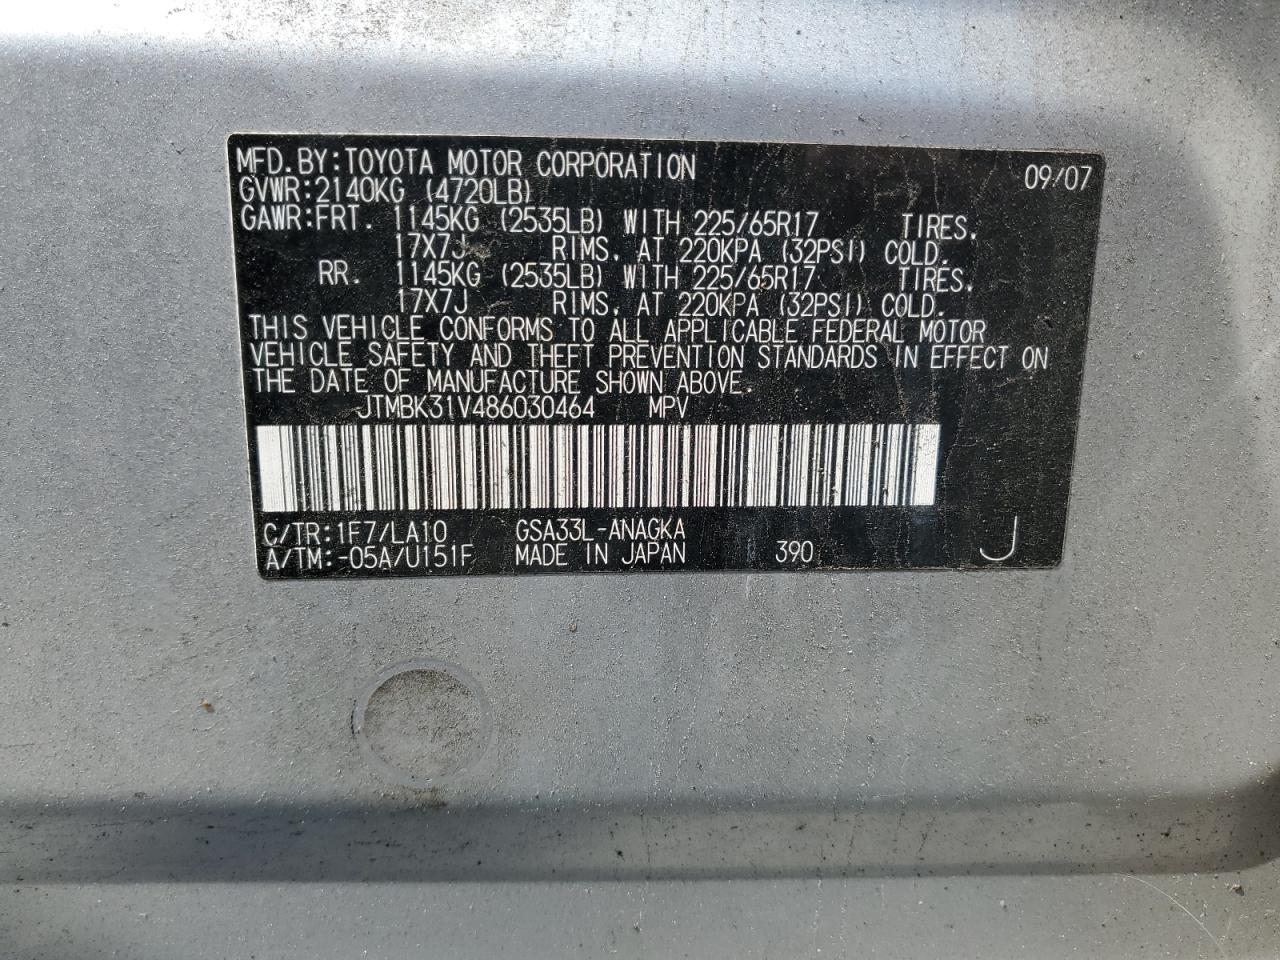 MFD.BY:TOYOTA MOTOR CORPORATION 09/07
GVWR:2140KG (4720LB)
GAWR:FRT. 1145KG (2535LB) WITH 225/65R17 TIRES.
17X7J RIMS. AT 220KPA (32PSI) COLD.
RR. 1145KG (2535LB) WITH 225/65R17 TIRES.
17X7J RIMS. AT 220KPA (32PSI) COLD.
THIS VEHICLE CONFORMS TO ALL APPLICABLE FEDERAL MOTOR
VEHICLE SAFETY AND THEFT PREVENTION STANDARDS IN EFFECT ON
THE DATE OF MANUFACTURE SHOWN ABOVE.
JTMBK31V486030464 MPV
C/TR:1F7/LA10 GSA33L-ANAGKA
A/TM:-05A/U151F MADE IN JAPAN 390 J